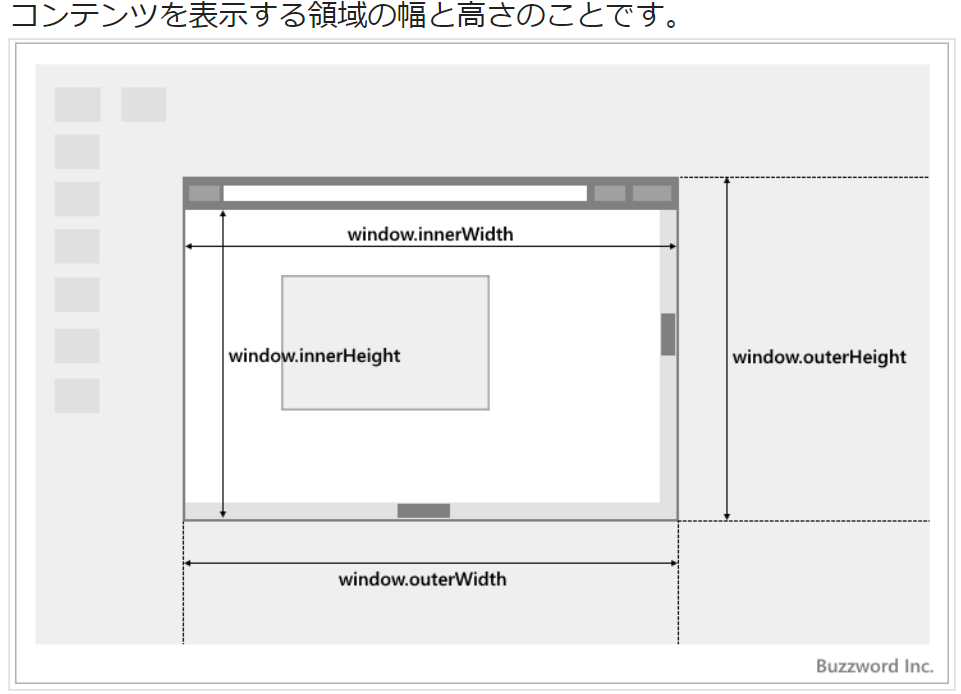 コンテンツを表示する領域の幅と高さのことです。
window.innerWidth
window.innerHeight
window.outerHeight
window.outerWidth
Buzzword Inc.